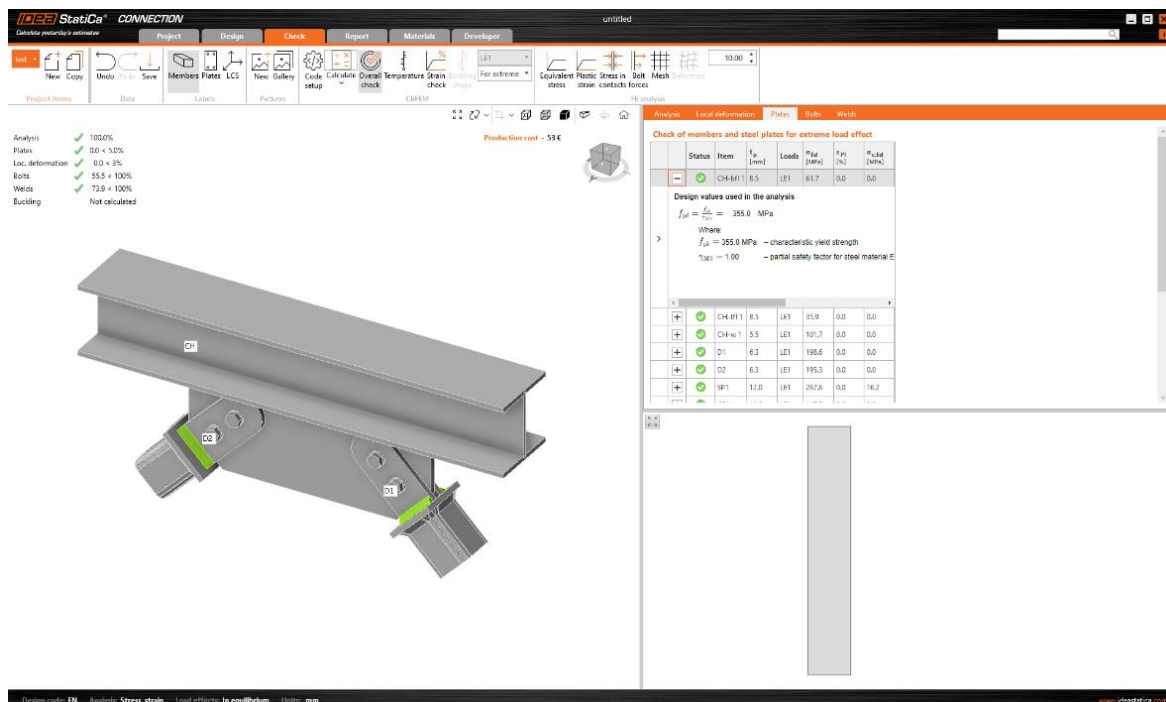 IDEA StatiCa® CONNECTION
untitled
Calculate yesterday's estimates
Project Design Check Report Materials Developer
test
New Copy
Undo Redo Save
Members Plates LCS
New Gallery
Code setup
Calculate
Overall check
Temperature
Strain check
Buckling shape
LE1
For extreme
Equivalent stress
Plastic strain
Stress in contacts
Bolt forces
Mesh
Deformed
10.00
Project Items
Data
Labels
Pictures
CBFEM
FE analysis
Analysis 100.0%
Plates 0.0 < 5.0%
Loc. deformation 0.0 < 3%
Bolts 55.5 < 100%
Welds 73.9 < 100%
Buckling Not calculated
Production cost - 53 €
CH
D2
D1
Analysis Local deformation Plates Bolts Welds
Check of members and steel plates for extreme load effect
Status Item tp [mm] Loads σEd [MPa] εPl [%] σc,Ed [MPa]
CH-bfl 1 8.5 LE1 61.7 0.0 0.0
Design values used in the analysis
= 355.0 MPa
Where:
= 355.0 MPa – characteristic yield strength
= 1.00 – partial safety factor for steel material E
CH-tfl 1 8.5 LE1 35.9 0.0 0.0
CH-w 1 5.5 LE1 101.7 0.0 0.0
D1 6.3 LE1 198.6 0.0 0.0
D2 6.3 LE1 195.3 0.0 0.0
SP1 12.0 LE1 267.6 0.0 16.2
Design code: EN Analysis: Stress, strain Load effects: In equilibrium Units: mm
www.ideastatica.com